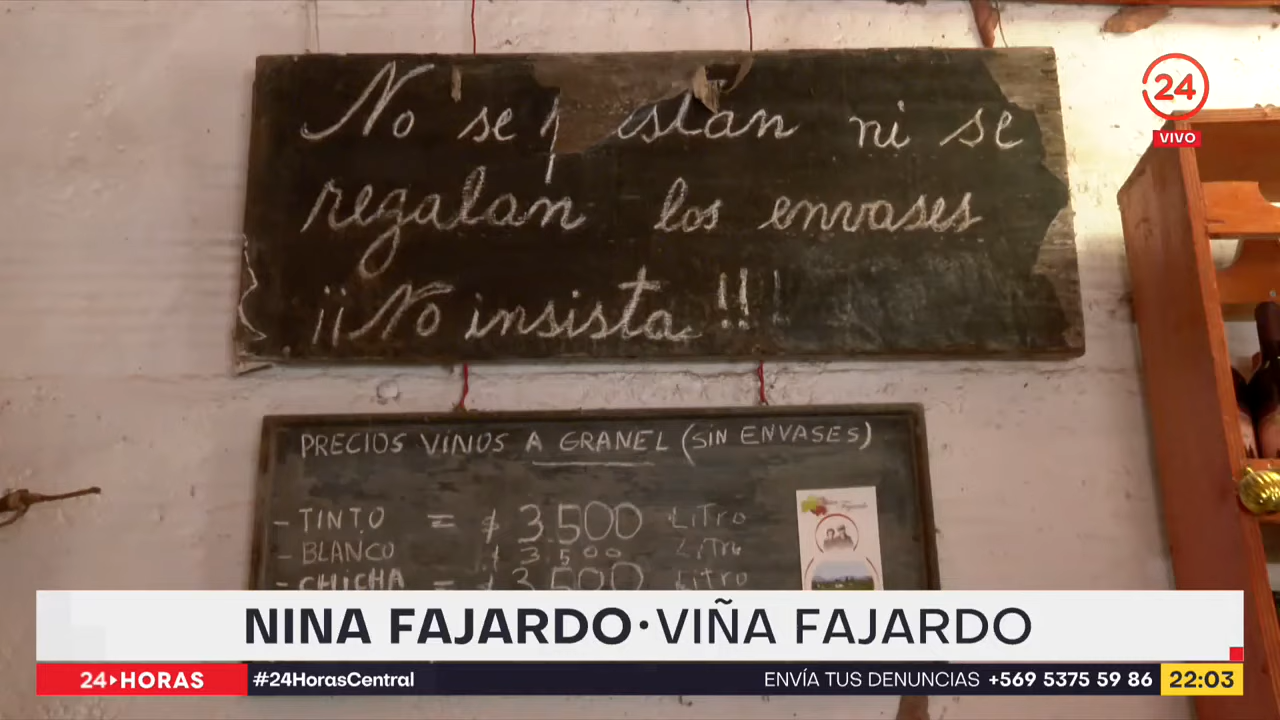 No se p estan ni se
regalan los envases
¡¡No insista!!!
24
VIVO
PRECIOS VINOS A GRANEL (SIN ENVASES)
- TINTO = $ 3.500 Litro
- BLANCO $ 3.500 Litro
- CHICHA = $ 3.500 Litro
Fajardo
NINA FAJARDO·VIÑA FAJARDO
24 HORAS
#24HorasCentral
ENVÍA TUS DENUNCIAS +569 5375 59 86
22:03